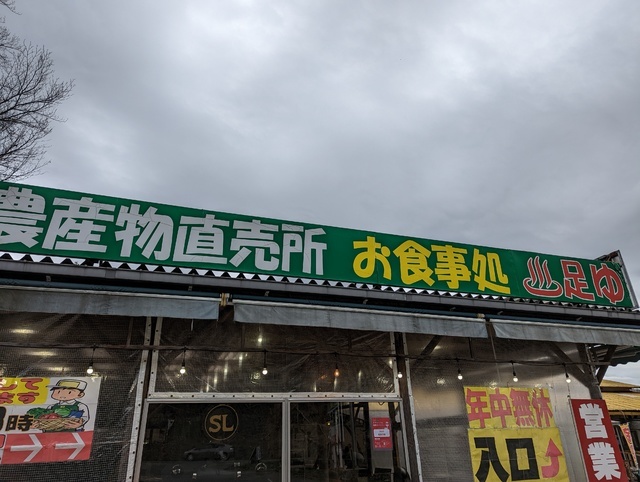 農産物直売所 お食事処 ♨足ゆ
時
SL
年中無休
入口
営業